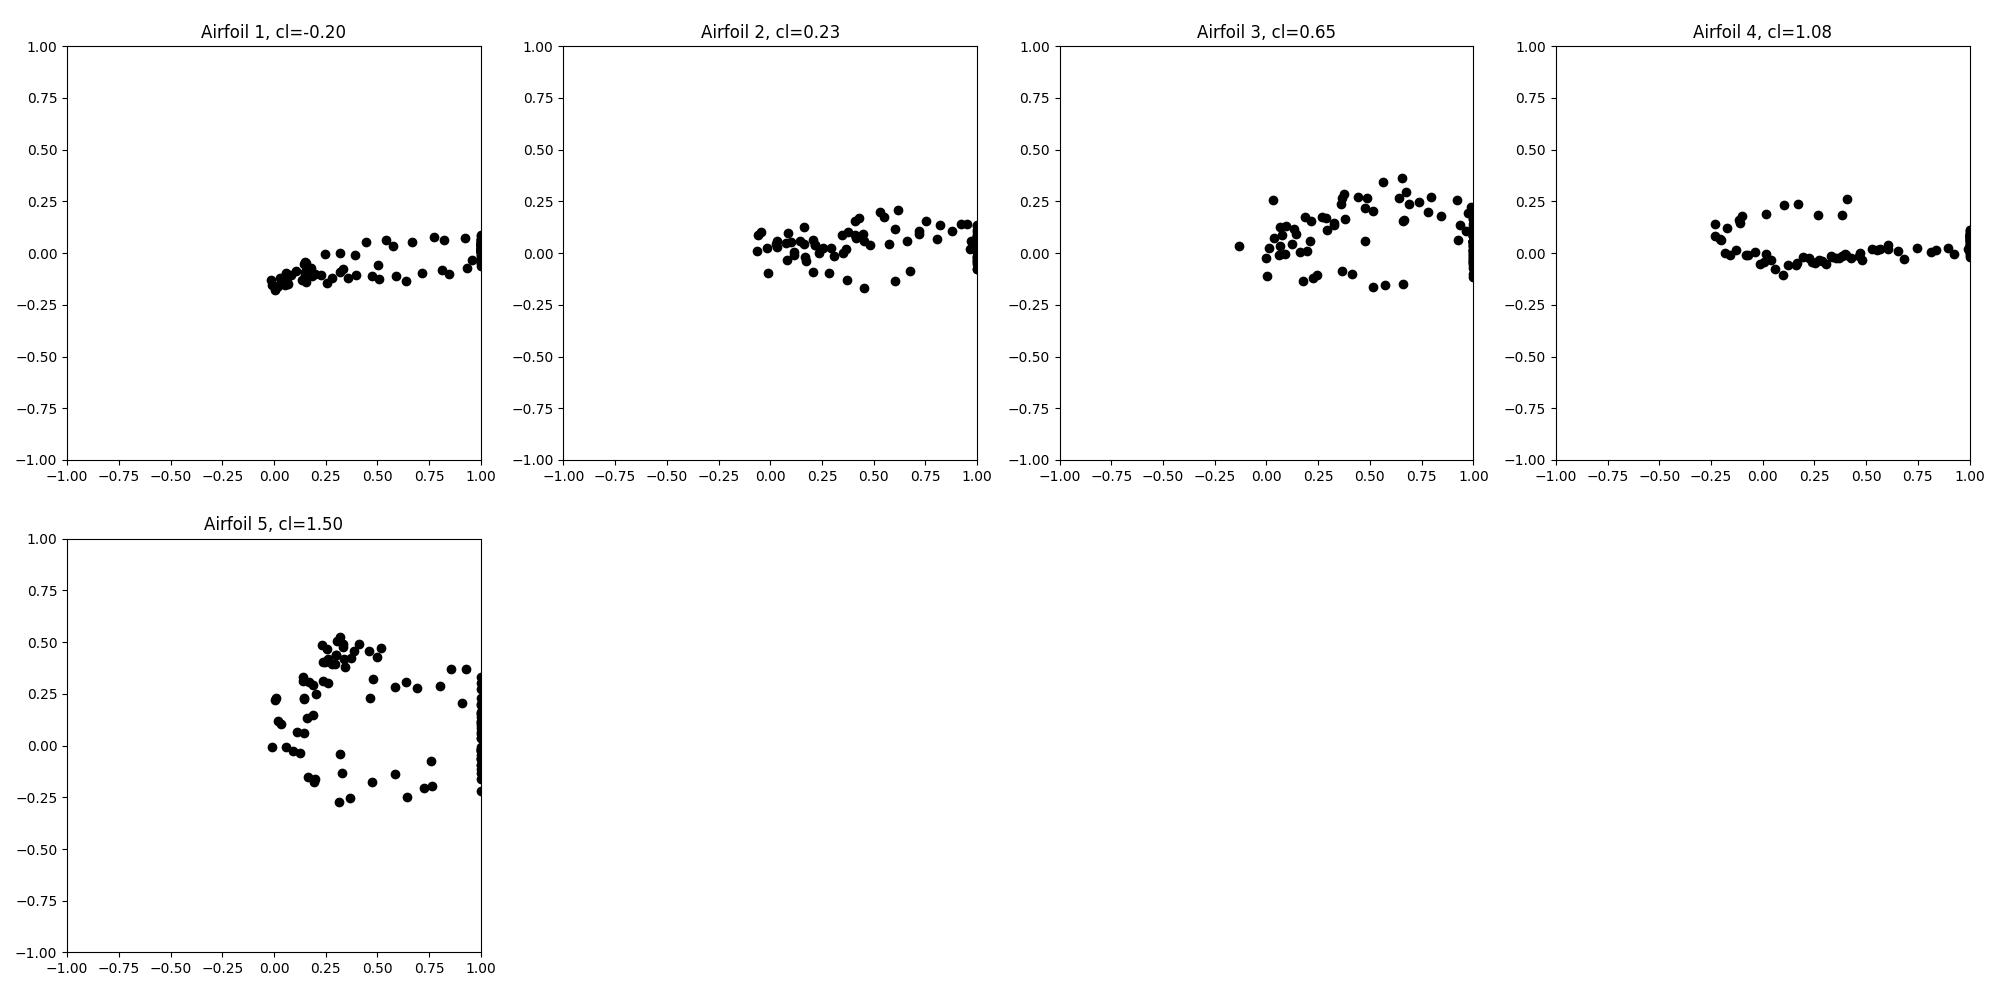 Airfoil 1, cl=-0.20
Airfoil 2, cl=0.23
Airfoil 3, cl=0.65
Airfoil 4, cl=1.08
1.00 1.00 1.00 1.00
0.75 0.75 0.75 0.75
0.50 0.50 0.50 0.50
0.25 0.25 0.25 0.25
0.00 0.00 0.00 0.00
−0.25 −0.25 −0.25 −0.25
−0.50 −0.50 −0.50 −0.50
−0.75 −0.75 −0.75 −0.75
−1.00 −1.00 −1.00 −1.00
−1.00 −0.75 −0.50 −0.25 0.00 0.25 0.50 0.75 1.00
−1.00 −0.75 −0.50 −0.25 0.00 0.25 0.50 0.75 1.00
−1.00 −0.75 −0.50 −0.25 0.00 0.25 0.50 0.75 1.00
−1.00 −0.75 −0.50 −0.25 0.00 0.25 0.50 0.75 1.00
Airfoil 5, cl=1.50
1.00
0.75
0.50
0.25
0.00
−0.25
−0.50
−0.75
−1.00
−1.00 −0.75 −0.50 −0.25 0.00 0.25 0.50 0.75 1.00